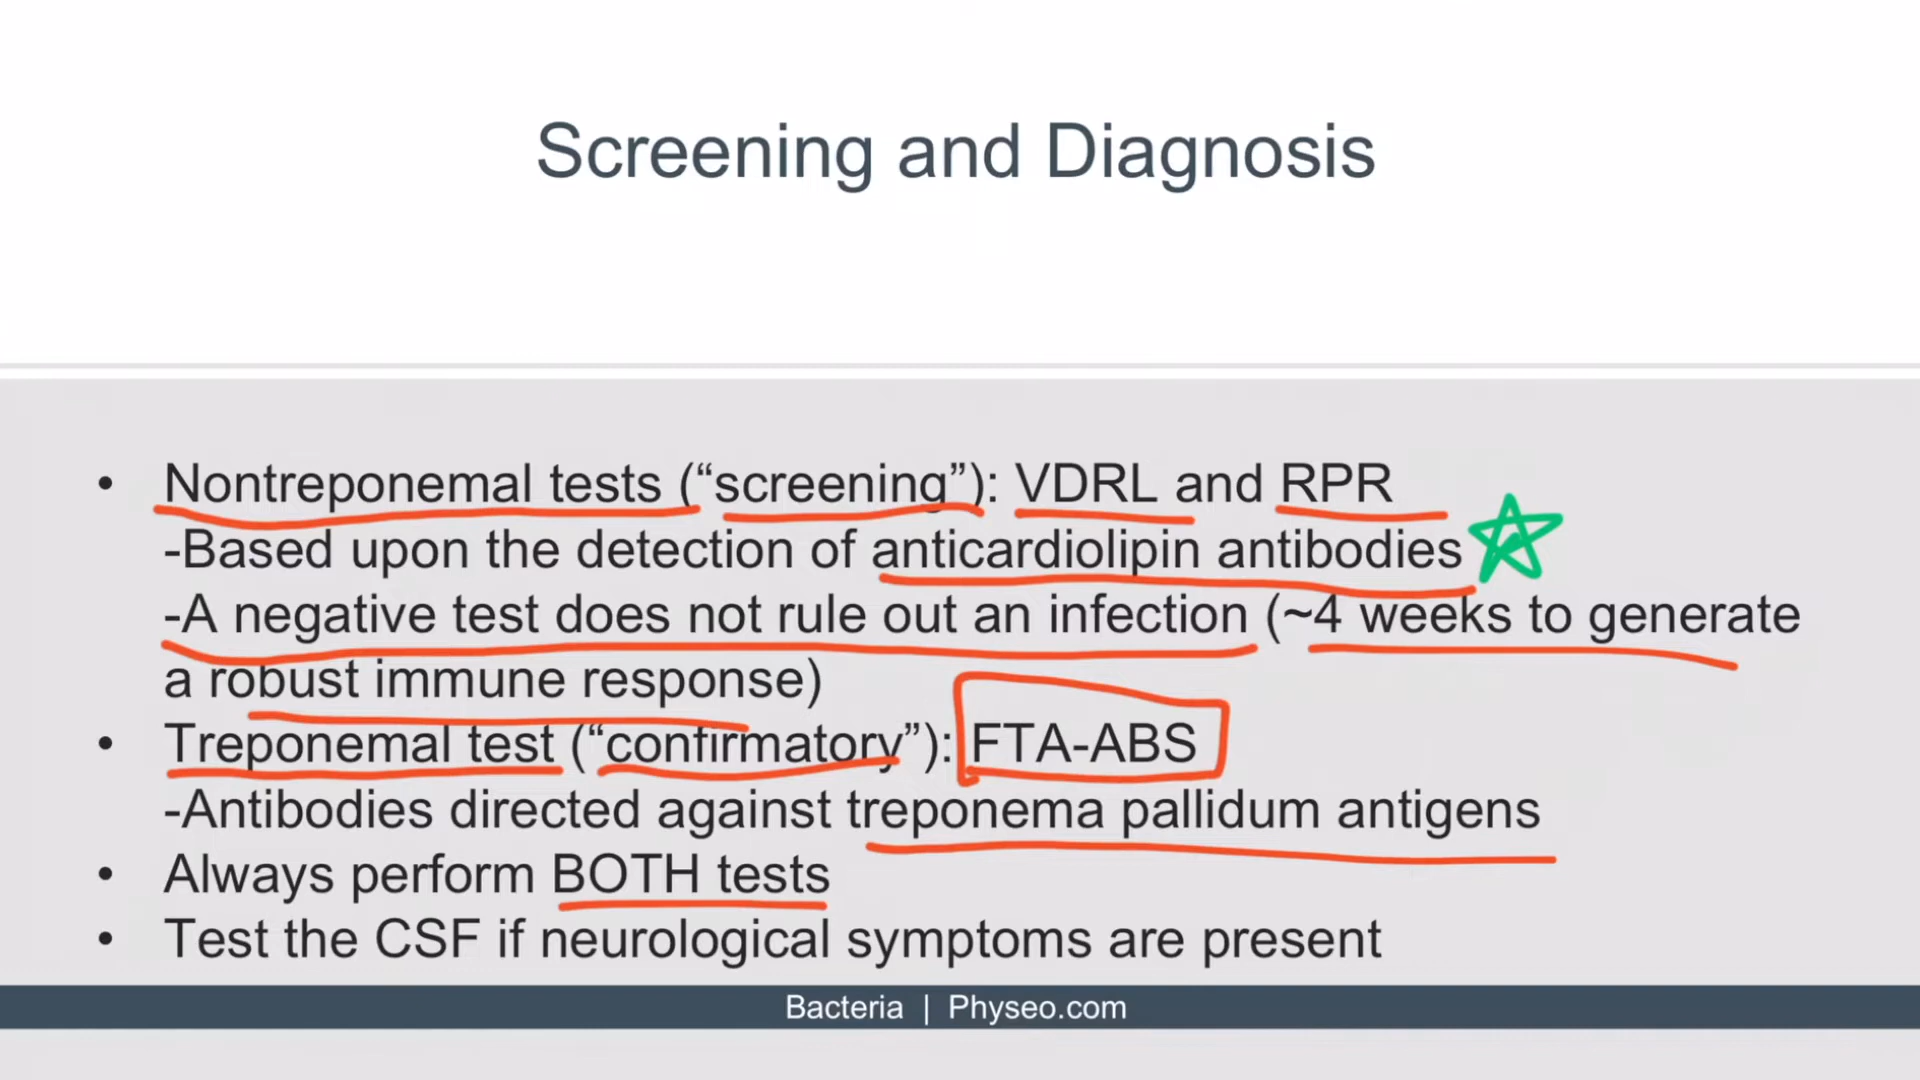 Screening and Diagnosis
• Nontreponemal tests (“screening”): VDRL and RPR
-Based upon the detection of anticardiolipin antibodies
-A negative test does not rule out an infection (~4 weeks to generate
a robust immune response)
• Treponemal test (“confirmatory”): FTA-ABS
-Antibodies directed against treponema pallidum antigens
• Always perform BOTH tests
• Test the CSF if neurological symptoms are present
Bacteria | Physeo.com